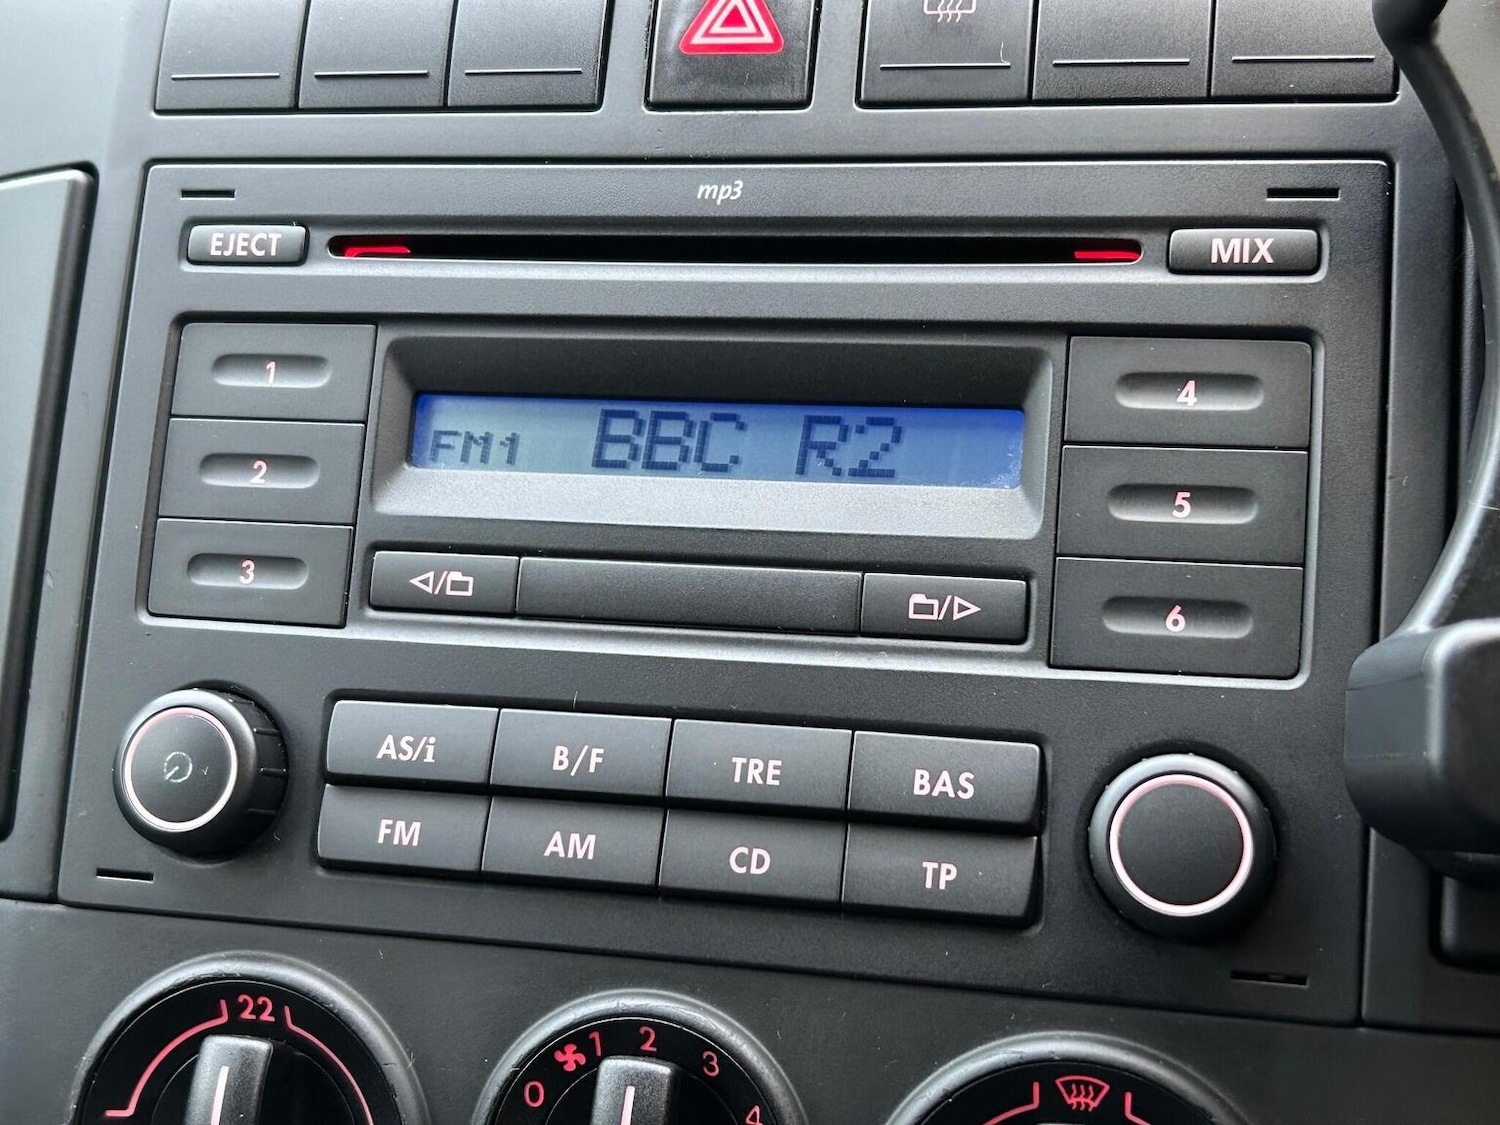 mp3
EJECT
MIX
1
2
3
FM1 BBC R2
4
5
6
AS/i B/F TRE BAS
FM AM CD TP
22
0 1 2 3 4